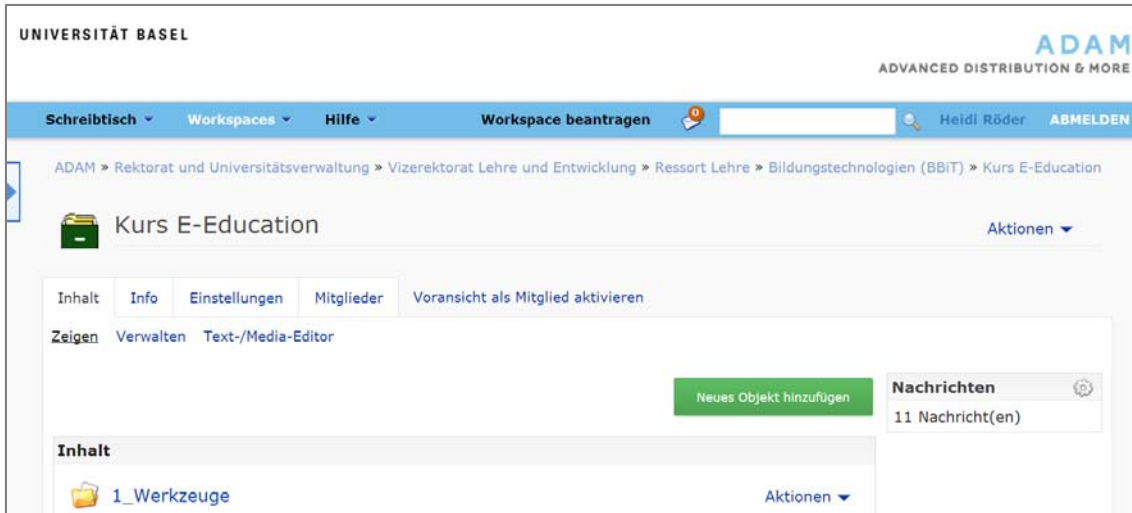 UNIVERSITÄT BASEL
ADAM
ADVANCED DISTRIBUTION & MORE
Schreibtisch Workspaces Hilfe Workspace beantragen 0 Heidi Röder ABMELDEN
ADAM » Rektorat und Universitätsverwaltung » Vizerektorat Lehre und Entwicklung » Ressort Lehre » Bildungstechnologien (BBiT) » Kurs E-Education
Kurs E-Education Aktionen
Inhalt Info Einstellungen Mitglieder Voransicht als Mitglied aktivieren
Zeigen Verwalten Text-/Media-Editor
Neues Objekt hinzufügen Nachrichten
11 Nachricht(en)
Inhalt
1_Werkzeuge Aktionen